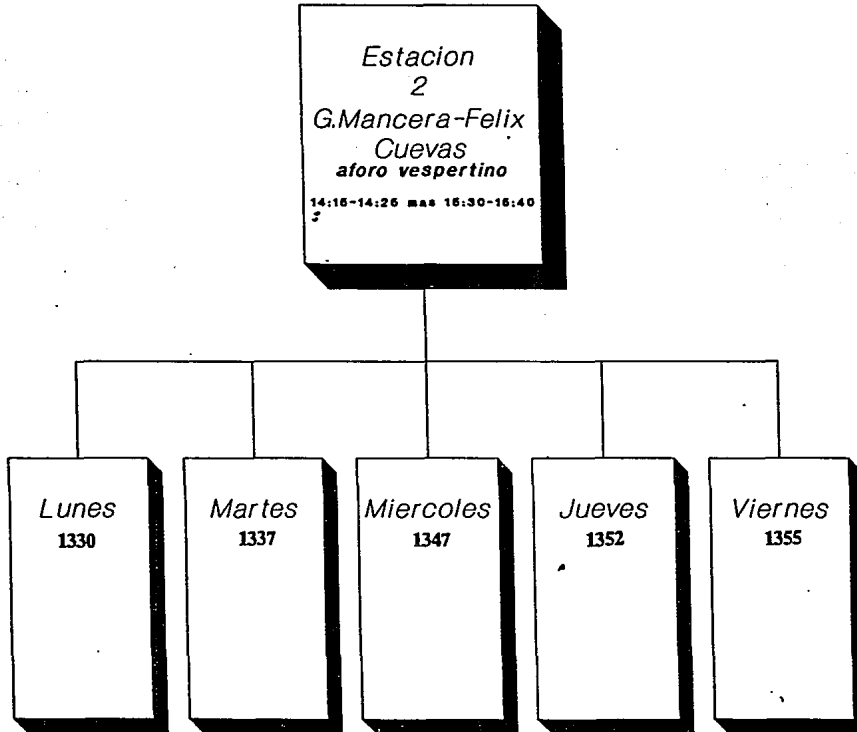 Estacion
2
G.Mancera-Felix
Cuevas
aforo vespertino
14:15-14:25 mas 15:30-15:40
Lunes
1330
Martes
1337
Miercoles
1347
Jueves
1352
Viernes
1355